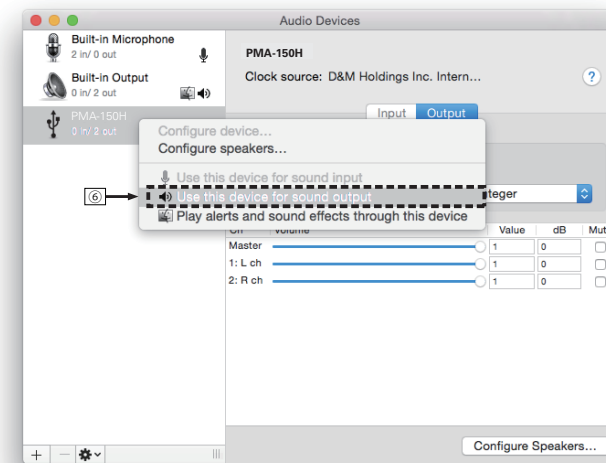 Audio Devices
Built-in Microphone
2 in/ 0 out
Built-in Output
0 in/ 2 out
PMA-150H
0 in/ 2 out
PMA-150H
Clock source: D&M Holdings Inc. Intern...
?
Input Output
Configure device...
Configure speakers...
Use this device for sound input
⑥ Use this device for sound output
Play alerts and sound effects through this device
teger
Ch Volume Value dB Mut
Master 1 0
1: L ch 1 0
2: R ch 1 0
Configure Speakers...